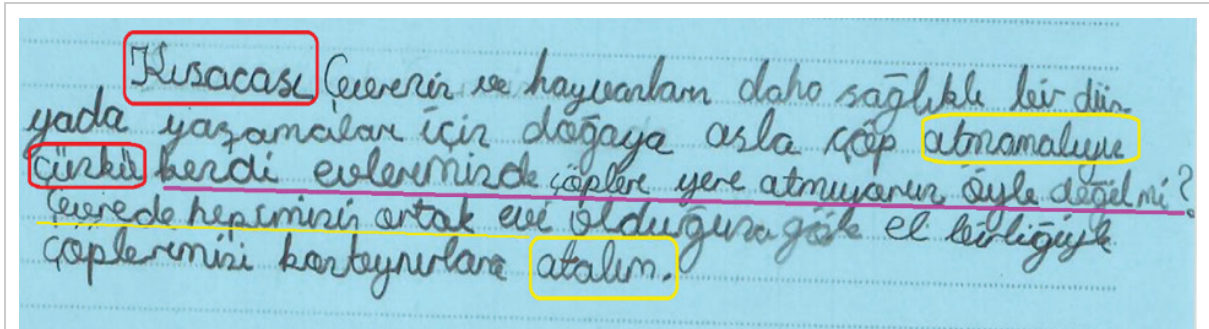 Kısacası Çevrenin ve hayvanların daha sağlıklı bir dün
yada yaşamaları için doğaya asla çöp atmamalıyız
çünkü kendi evlerimizde çöpleri yere atmıyoruz öyle değil mi?
Çevrede hepimizin ortak evi olduğuna göre el birliğiyle
çöplerimizi konteynırlara atalım.